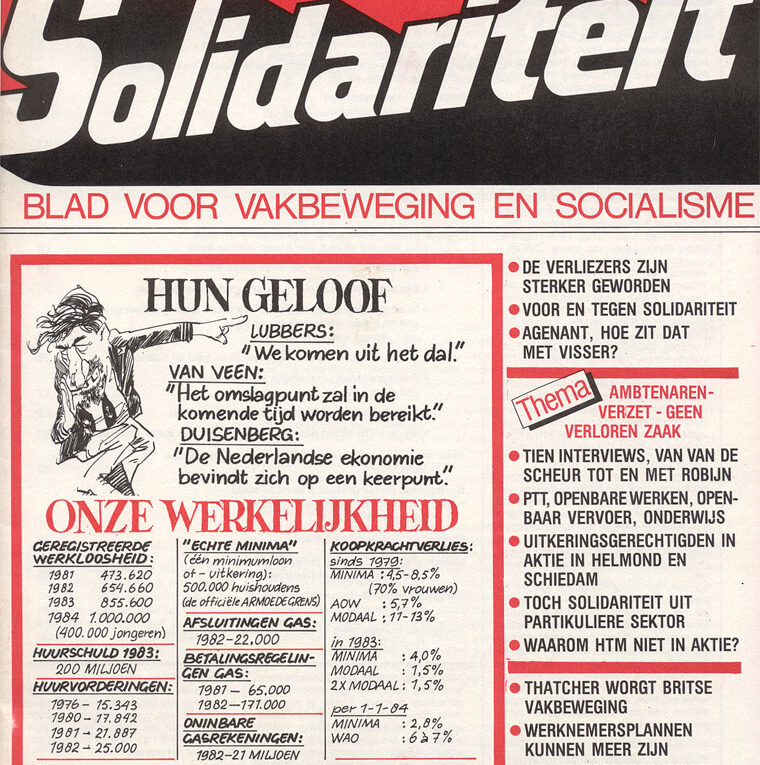 Solidariteit
BLAD VOOR VAKBEWEGING EN SOCIALISME
HUN GELOOF
LUBBERS:
"We komen uit het dal."
VAN VEEN:
"Het omslagpunt zal in de
komende tijd worden bereikt."
DUISENBERG:
"De Nederlandse ekonomie
bevindt zich op een keerpunt."
ONZE WERKELIJKHEID
GEREGISTREERDE
WERKLOOSHEID:
1981 473.620
1982 654.660
1983 855.600
1984 1.000.000
(400.000 jongeren)
HUURSCHULD 1983:
200 MILJOEN
HUURVORDERINGEN:
1976 - 15.343
1980 - 17.842
1981 - 21.887
1982 - 25.000
"ECHTE MINIMA"
(één minimumloon
of - uitkering):
500.000 huishoudens
(de officiële ARMOEDEGRENS)
AFSLUITINGEN GAS:
1982-22.000
BETALINGSREGELIN-
GEN GAS:
1981 - 65.000
1982-171.000
ONINBARE
GASREKENINGEN:
1982-21 MILJOEN
KOOPKRACHTVERLIES:
sinds 1979:
MINIMA : 4,5-8,5%
(70% vrouwen)
AOW : 5,7%
MODAAL : 11-13%
in 1983:
MINIMA : 4,0%
MODAAL : 1,5%
2X MODAAL : 1,5%
per 1-1-84
MINIMA : 2,8%
WAO : 6 à 7%
DE VERLIEZERS ZIJN
STERKER GEWORDEN
VOOR EN TEGEN SOLIDARITEIT
AGENANT, HOE ZIT DAT
MET VISSER?
Thema AMBTENAREN-
VERZET - GEEN
VERLOREN ZAAK
TIEN INTERVIEWS, VAN VAN DE
SCHEUR TOT EN MET ROBIJN
PTT, OPENBARE WERKEN, OPEN-
BAAR VERVOER, ONDERWIJS
UITKERINGSGERECHTIGDEN IN
AKTIE IN HELMOND EN
SCHIEDAM
TOCH SOLIDARITEIT UIT
PARTIKULIERE SEKTOR
WAAROM HTM NIET IN AKTIE?
THATCHER WORGT BRITSE
VAKBEWEGING
WERKNEMERSPLANNEN
KUNNEN MEER ZIJN